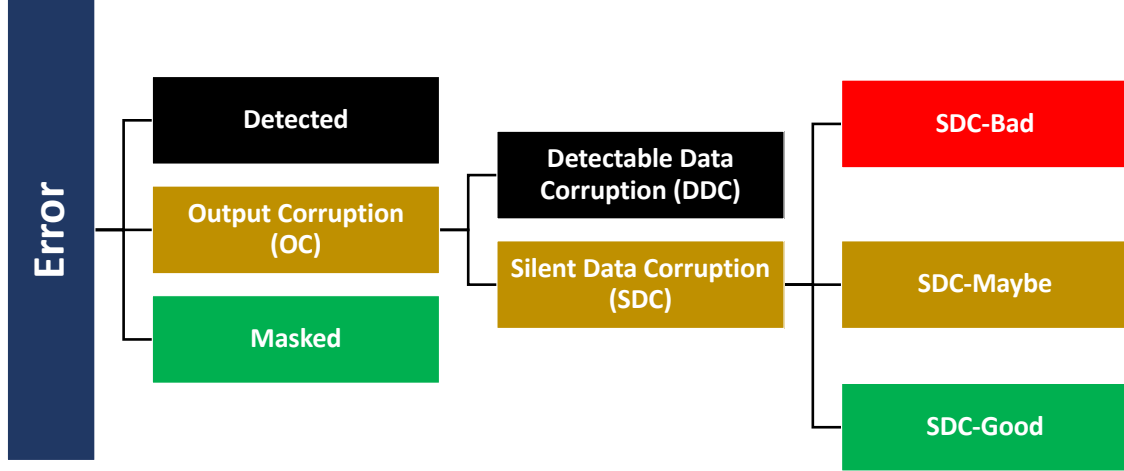 Error
Detected
Output Corruption
(OC)
Masked
Detectable Data
Corruption (DDC)
Silent Data Corruption
(SDC)
SDC-Bad
SDC-Maybe
SDC-Good